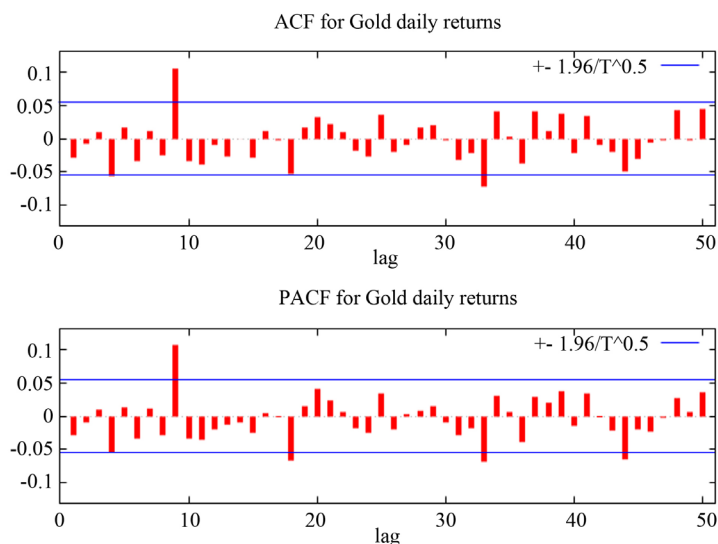 ACF for Gold daily returns
+- 1.96/T^0.5
0.1
0.05
0
-0.05
-0.1
0 10 20 30 40 50
lag
PACF for Gold daily returns
+- 1.96/T^0.5
0.1
0.05
0
-0.05
-0.1
0 10 20 30 40 50
lag